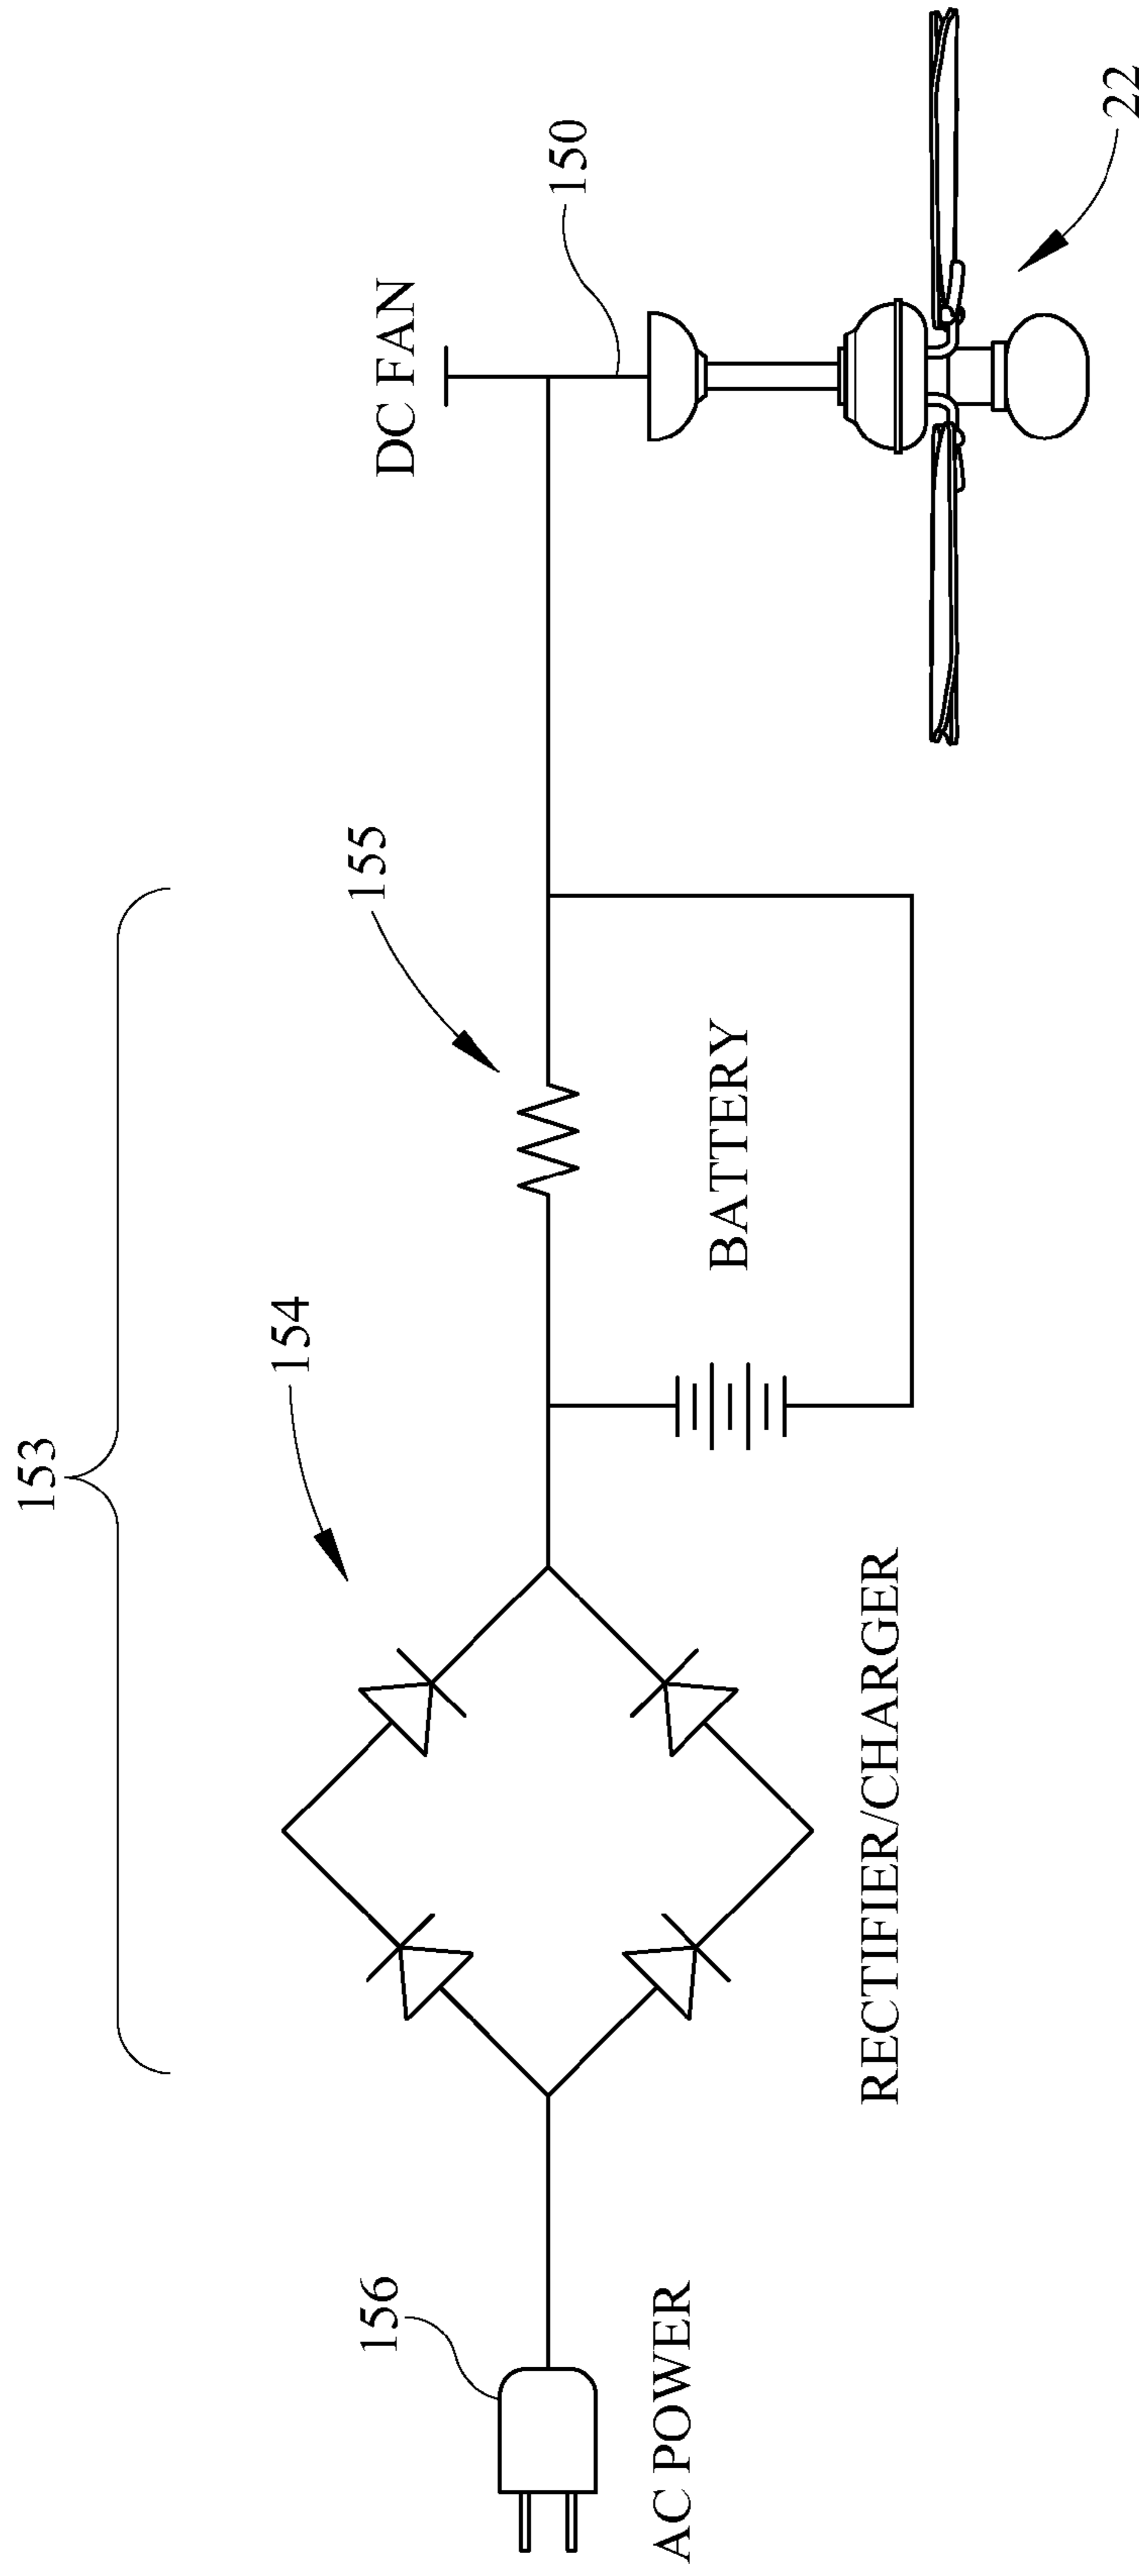 153
154
155
DC FAN
150
156
BATTERY
AC POWER
RECTIFIER/CHARGER
22